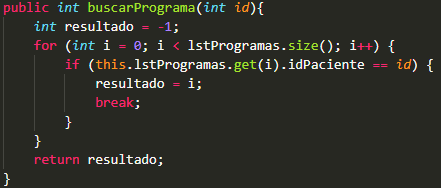 public int buscarPrograma(int id){
    int resultado = -1;
    for (int i = 0; i < lstProgramas.size(); i++) {
        if (this.lstProgramas.get(i).idPaciente == id) {
            resultado = i;
            break;
        }
    }
    return resultado;
}